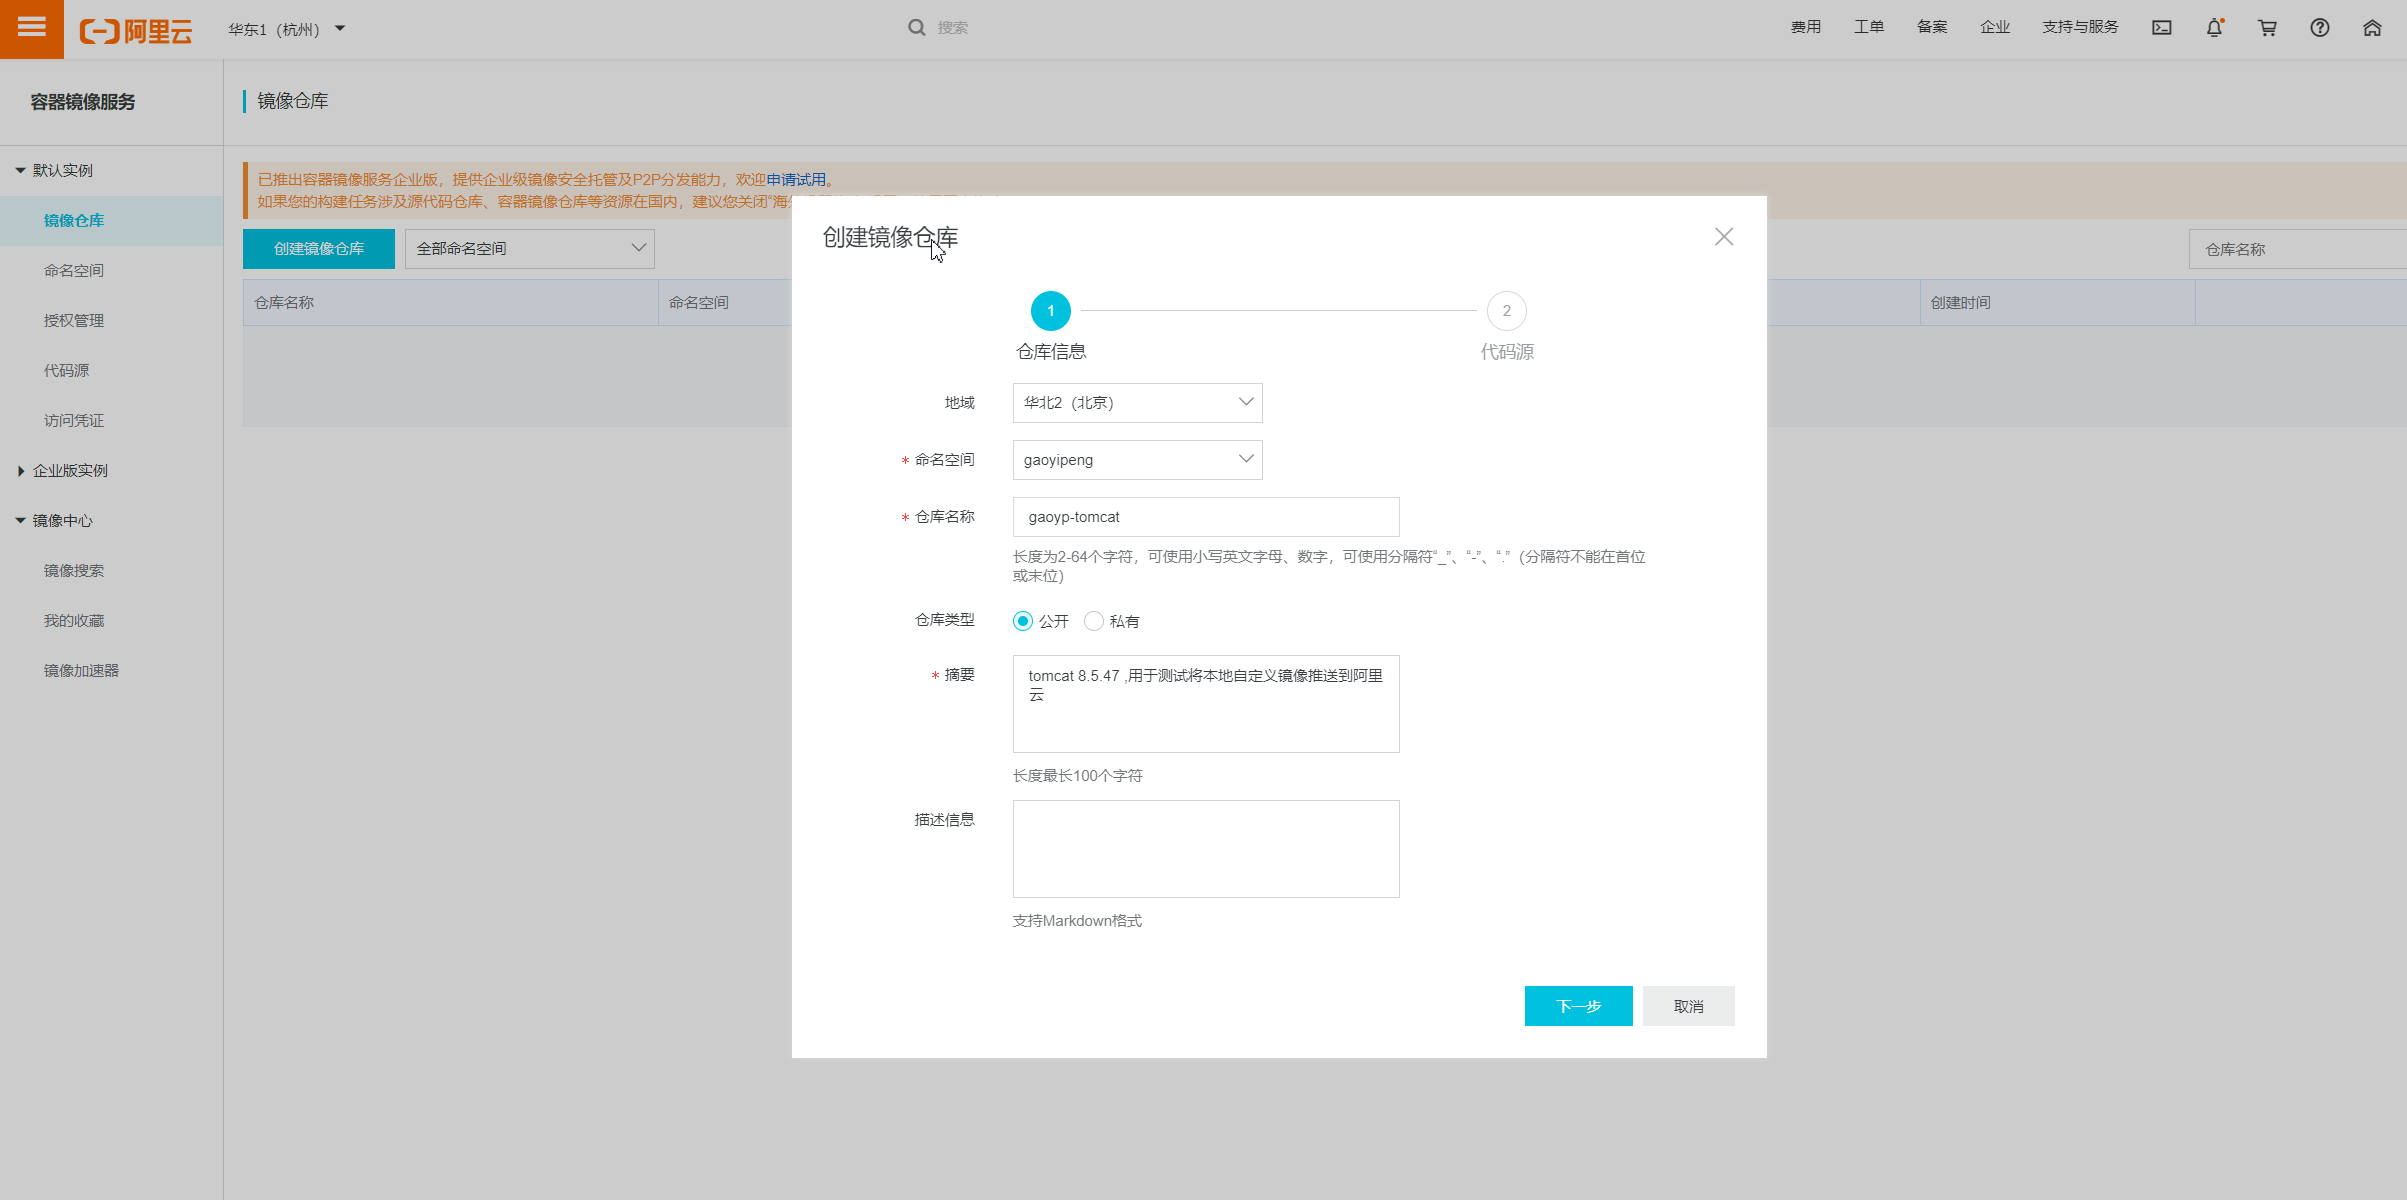 阿里云
华东1（杭州）
搜索
费用
工单
备案
企业
支持与服务
容器镜像服务
默认实例
镜像仓库
命名空间
授权管理
代码源
访问凭证
企业版实例
镜像中心
镜像搜索
我的收藏
镜像加速器
镜像仓库
已推出容器镜像服务企业版，提供企业级镜像安全托管及P2P分发能力，欢迎申请试用。
如果您的构建任务涉及源代码仓库、容器镜像仓库等资源在国内，建议您关闭“海
创建镜像仓库
全部命名空间
仓库名称
仓库名称
命名空间
创建时间
创建镜像仓库
1
2
仓库信息
代码源
地域
华北2（北京）
* 命名空间
gaoyipeng
* 仓库名称
gaoyp-tomcat
长度为2-64个字符，可使用小写英文字母、数字，可使用分隔符“_”、“-”、“.”（分隔符不能在首位
或末位）
仓库类型
公开
私有
* 摘要
tomcat 8.5.47 ,用于测试将本地自定义镜像推送到阿里
云
长度最长100个字符
描述信息
支持Markdown格式
下一步
取消